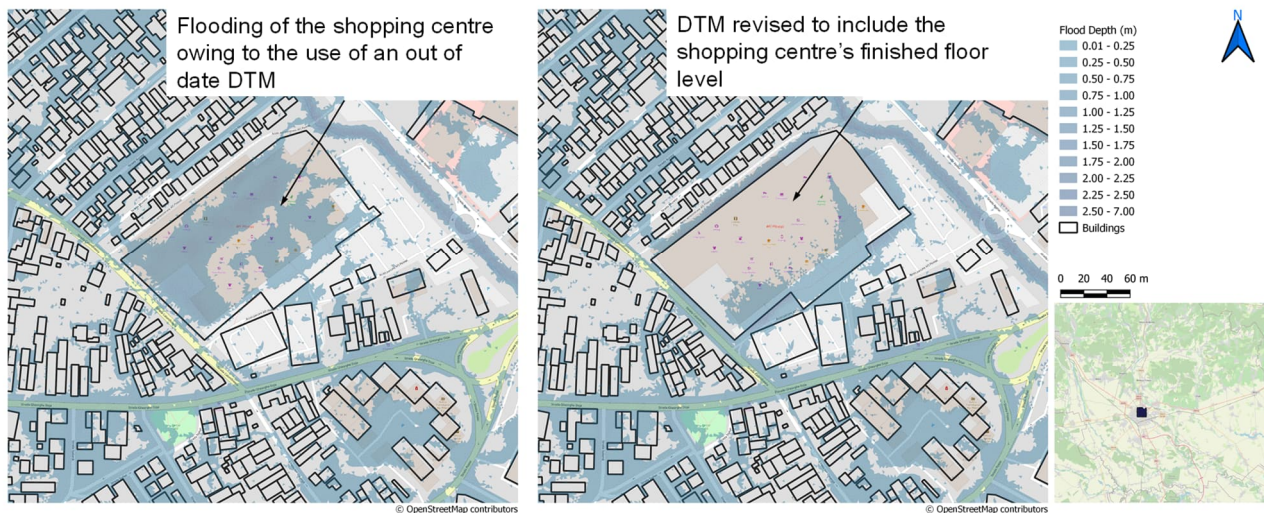 Flooding of the shopping centre
owing to the use of an out of
date DTM
DTM revised to include the
shopping centre's finished floor
level
Flood Depth (m)
0.01 - 0.25
0.25 - 0.50
0.50 - 0.75
0.75 - 1.00
1.00 - 1.25
1.25 - 1.50
1.50 - 1.75
1.75 - 2.00
2.00 - 2.25
2.25 - 2.50
2.50 - 7.00
Buildings
N
0 20 40 60 m
© OpenStreetMap contributors
© OpenStreetMap contributors